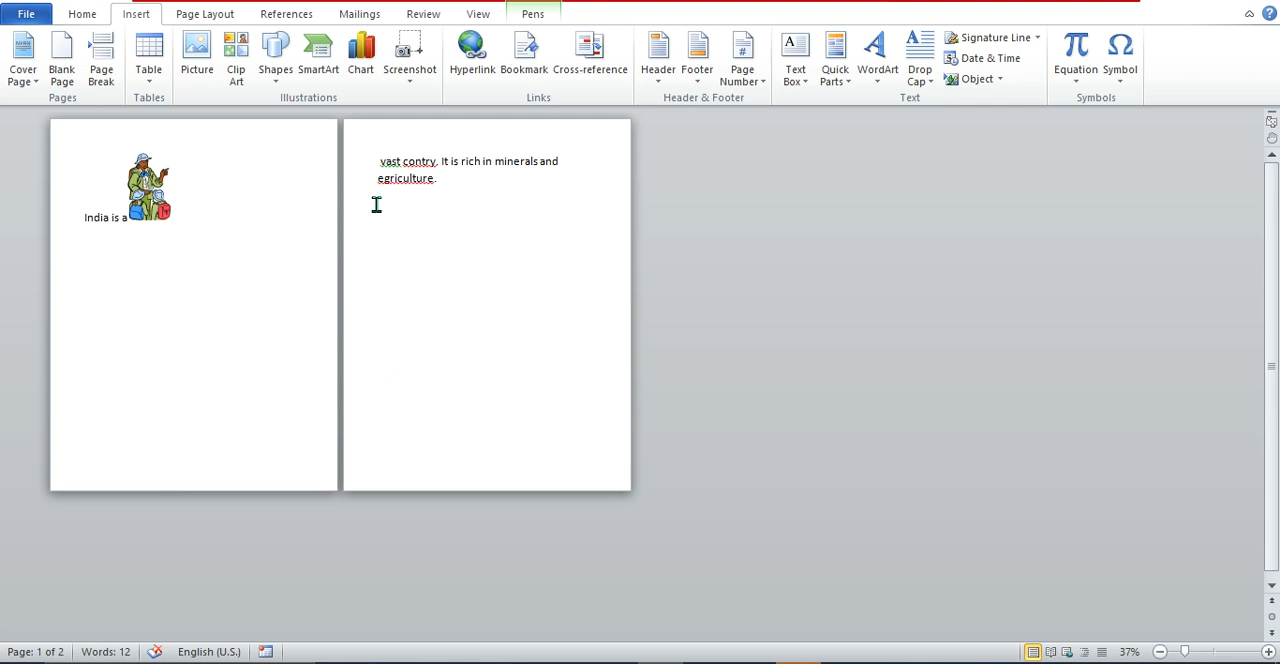 File Home Insert Page Layout References Mailings Review View Pens
Cover Page Blank Page Page Break Table Picture Clip Art Shapes SmartArt Chart Screenshot Hyperlink Bookmark Cross-reference Header Footer Page Number Text Box Quick Parts WordArt Drop Cap Signature Line Date & Time Object Equation Symbol
Pages Tables Illustrations Links Header & Footer Text Symbols
India is a
vast contry. It is rich in minerals and
egriculture.
Page: 1 of 2 Words: 12 English (U.S.) 37%